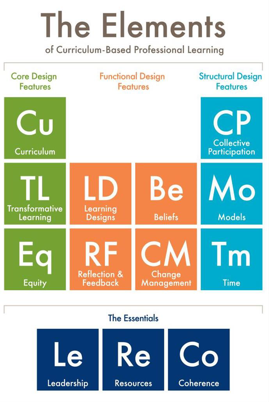 The Elements
of Curriculum-Based Professional Learning
Core Design
Features
Functional Design
Features
Structural Design
Features
Cu
Curriculum
CP
Collective
Participation
TL
Transformative
Learning
LD
Learning
Designs
Be
Beliefs
Mo
Models
Eq
Equity
RF
Reflection &
Feedback
CM
Change
Management
Tm
Time
The Essentials
Le
Leadership
Re
Resources
Co
Coherence